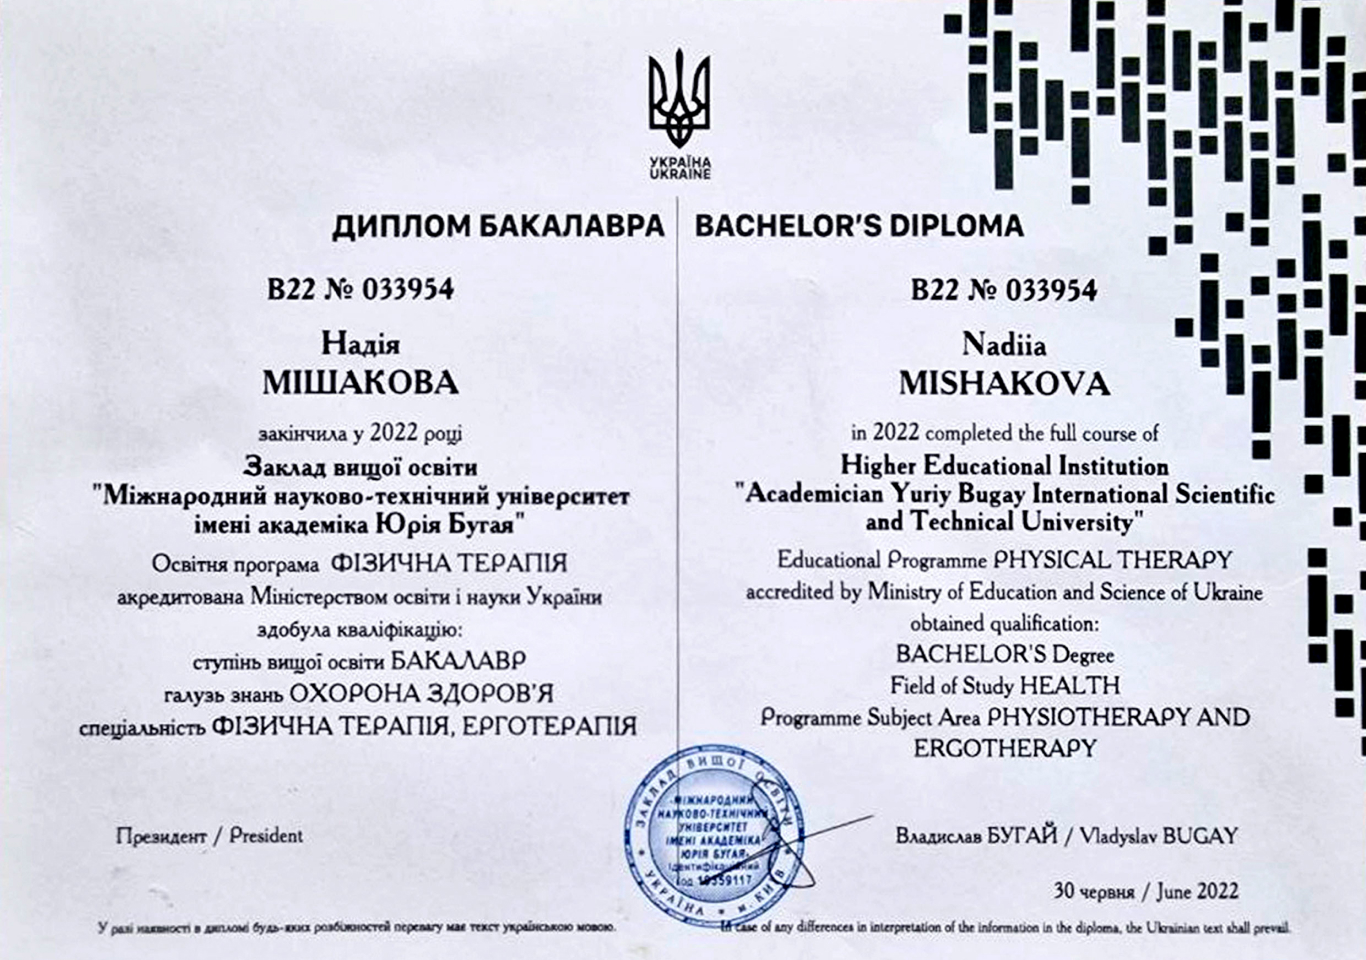 УКРАЇНА
UKRAINE
ДИПЛОМ БАКАЛАВРА
B22 № 033954
Надія
МІШАКОВА
закінчила у 2022 році
Заклад вищої освіти
"Міжнародний науково-технічний університет
імені академіка Юрія Бугая"
Освітня програма ФІЗИЧНА ТЕРАПІЯ
акредитована Міністерством освіти і науки України
здобула кваліфікацію:
ступінь вищої освіти БАКАЛАВР
галузь знань ОХОРОНА ЗДОРОВ'Я
спеціальність ФІЗИЧНА ТЕРАПІЯ, ЕРГОТЕРАПІЯ
BACHELOR'S DIPLOMA
B22 № 033954
Nadiia
MISHAKOVA
in 2022 completed the full course of
Higher Educational Institution
"Academician Yuriy Bugay International Scientific
and Technical University"
Educational Programme PHYSICAL THERAPY
accredited by Ministry of Education and Science of Ukraine
obtained qualification:
BACHELOR'S Degree
Field of Study HEALTH
Programme Subject Area PHYSIOTHERAPY AND
ERGOTHERAPY
Президент / President
ЗАКЛАД ВИЩОЇ ОСВІТИ
МІЖНАРОДНИЙ
НАУКОВО-ТЕХНІЧНИЙ
УНІВЕРСИТЕТ
ІМЕНІ АКАДЕМІКА
ЮРІЯ БУГАЯ
Ідентифікаційний
код
УКРАЇНА * м. КИЇВ
Владислав БУГАЙ / Vladyslav BUGAY
30 червня / June 2022
У разі наявності в дипломі будь-яких розбіжностей перевагу має текст українською мовою.
In case of any differences in interpretation of the information in the diploma, the Ukrainian text shall prevail.